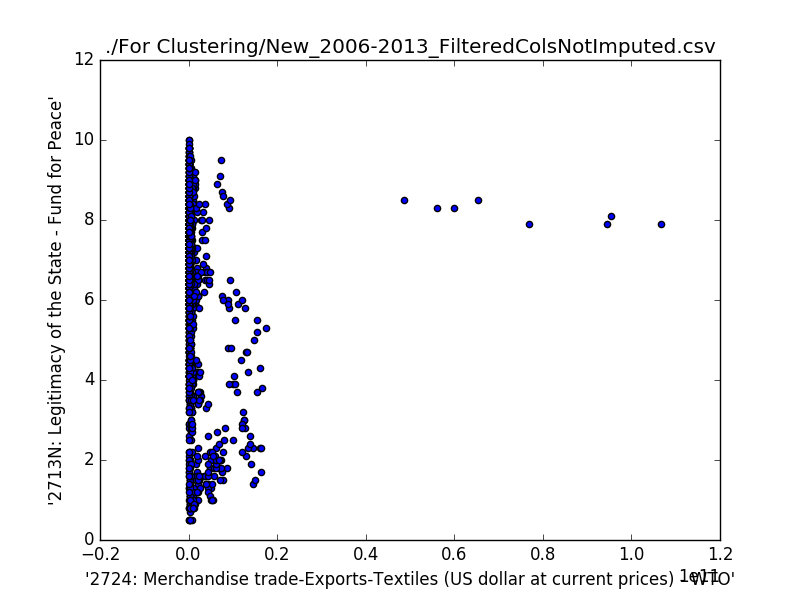 ./For Clustering/New_2006-2013_FilteredColsNotImputed.csv
12
10
8
6
4
2
0
'2713N: Legitimacy of the State - Fund for Peace'
−0.2 0.0 0.2 0.4 0.6 0.8 1.0 1.2
1e11
'2724: Merchandise trade-Exports-Textiles (US dollar at current prices) - WTO'